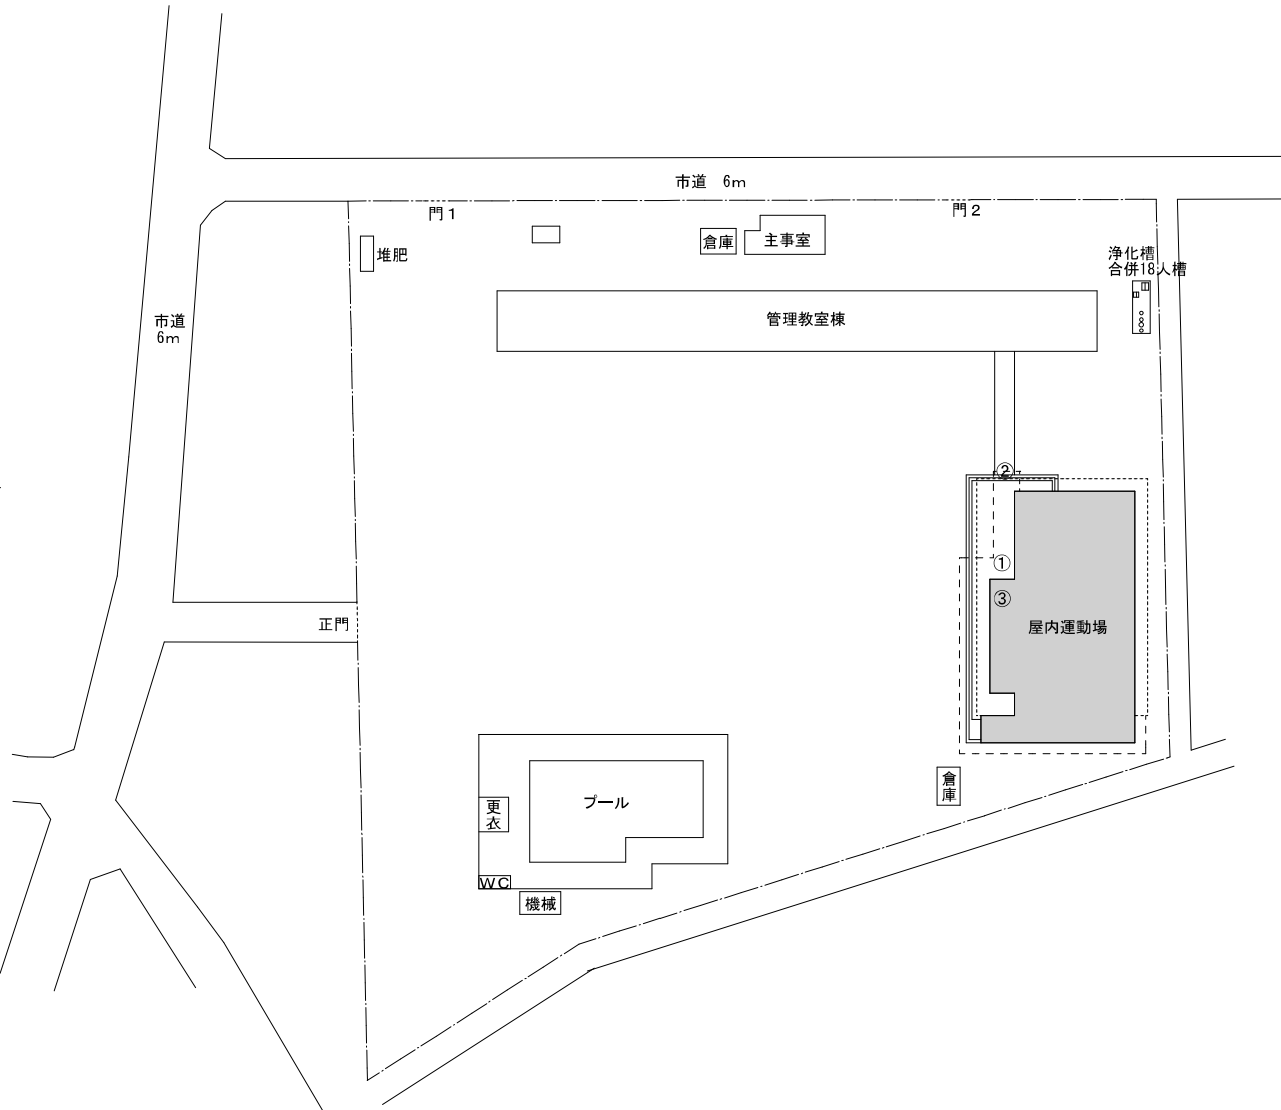 市道　6m
門1
門2
倉庫
主事室
堆肥
浄化槽
合併18人槽
市道
6m
管理教室棟
②
①
③
正門
屋内運動場
倉
庫
プール
更
衣
WC
機械